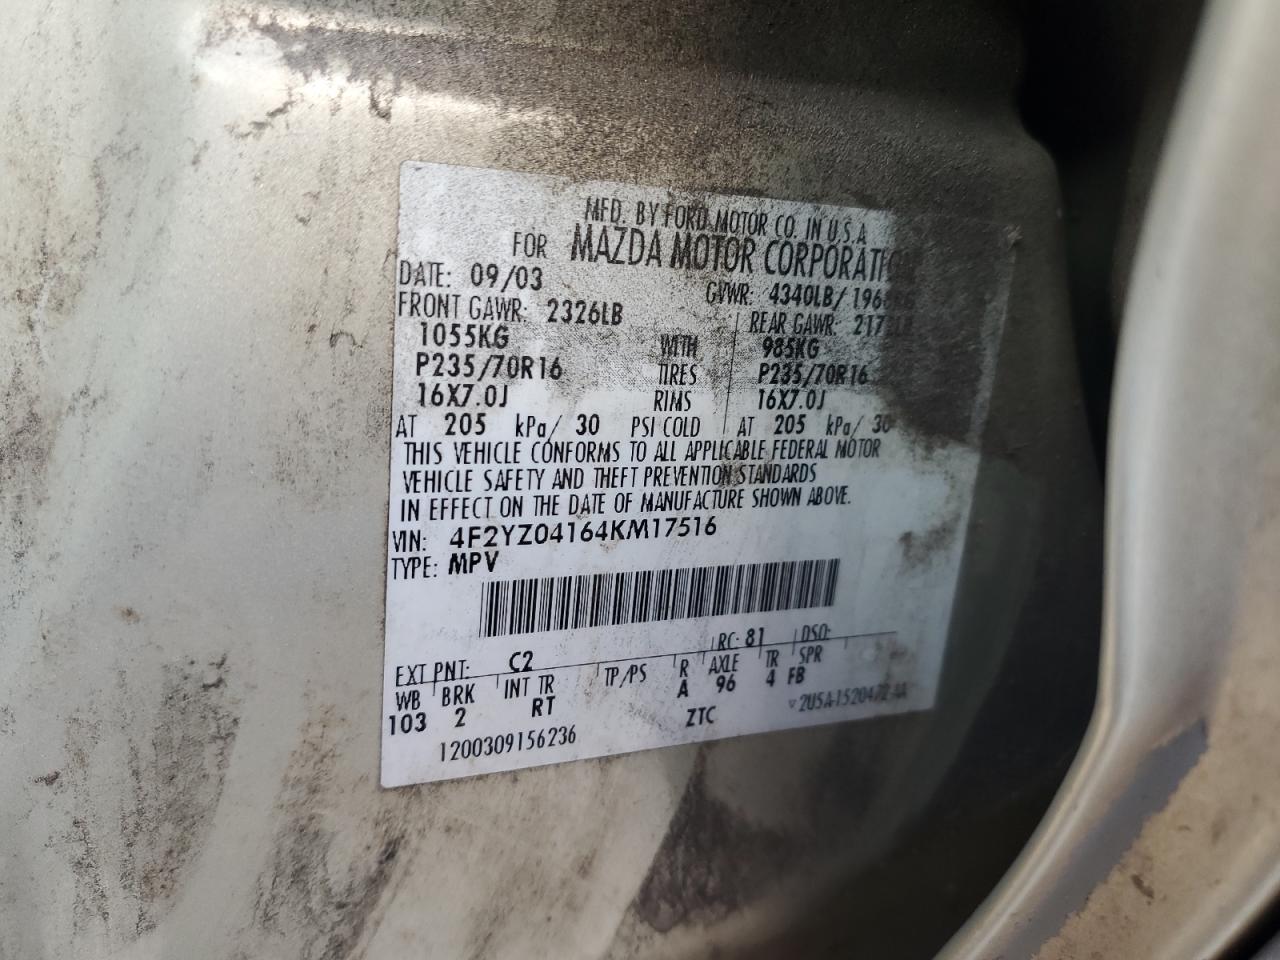 MFD. BY FORD MOTOR CO. IN U.S.A
FOR MAZDA MOTOR CORPORATION
DATE: 09/03
GVWR: 4340LB/
FRONT GAWR: 2326LB
REAR GAWR:
1055KG WITH 985KG
P235/70R16 TIRES P235/70R16
16X7.0J RIMS 16X7.0J
AT 205 kPa/ 30 PSI COLD AT 205 kPa/ 30
THIS VEHICLE CONFORMS TO ALL APPLICABLE FEDERAL MOTOR
VEHICLE SAFETY AND THEFT PREVENTION STANDARDS
IN EFFECT ON THE DATE OF MANUFACTURE SHOWN ABOVE.
VIN: 4F2YZ04164KM17516
TYPE: MPV
EXT PNT: C2 RC: 81 DSO:
WB BRK INT TR TP/PS R AXLE TR SPR
103 2 RT A 96 4 FB
1200309156236 ZTC